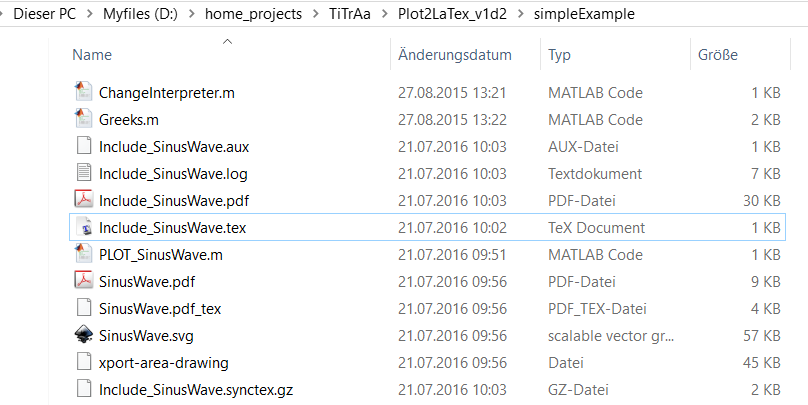 Dieser PC > Myfiles (D:) > home_projects > TiTrAa > Plot2LaTex_v1d2 > simpleExample
Name Änderungsdatum Typ Größe
ChangeInterpreter.m 27.08.2015 13:21 MATLAB Code 1 KB
Greeks.m 27.08.2015 13:22 MATLAB Code 2 KB
Include_SinusWave.aux 21.07.2016 10:03 AUX-Datei 1 KB
Include_SinusWave.log 21.07.2016 10:03 Textdokument 7 KB
Include_SinusWave.pdf 21.07.2016 10:03 PDF-Datei 30 KB
Include_SinusWave.tex 21.07.2016 10:02 TeX Document 1 KB
PLOT_SinusWave.m 21.07.2016 09:51 MATLAB Code 1 KB
SinusWave.pdf 21.07.2016 09:56 PDF-Datei 9 KB
SinusWave.pdf_tex 21.07.2016 09:56 PDF_TEX-Datei 4 KB
SinusWave.svg 21.07.2016 09:56 scalable vector gr... 57 KB
xport-area-drawing 21.07.2016 09:56 Datei 45 KB
Include_SinusWave.synctex.gz 21.07.2016 10:03 GZ-Datei 2 KB